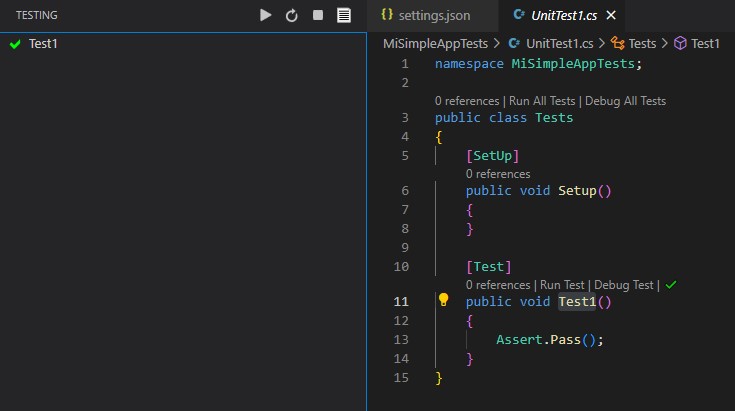 TESTING
Test1
settings.json
UnitTest1.cs
MiSimpleAppTests > UnitTest1.cs > Tests > Test1
1 namespace MiSimpleAppTests;
2
0 references | Run All Tests | Debug All Tests
3 public class Tests
4 {
5 [SetUp]
0 references
6 public void Setup()
7 {
8 }
9
10 [Test]
0 references | Run Test | Debug Test |
11 public void Test1()
12 {
13 Assert.Pass();
14 }
15 }